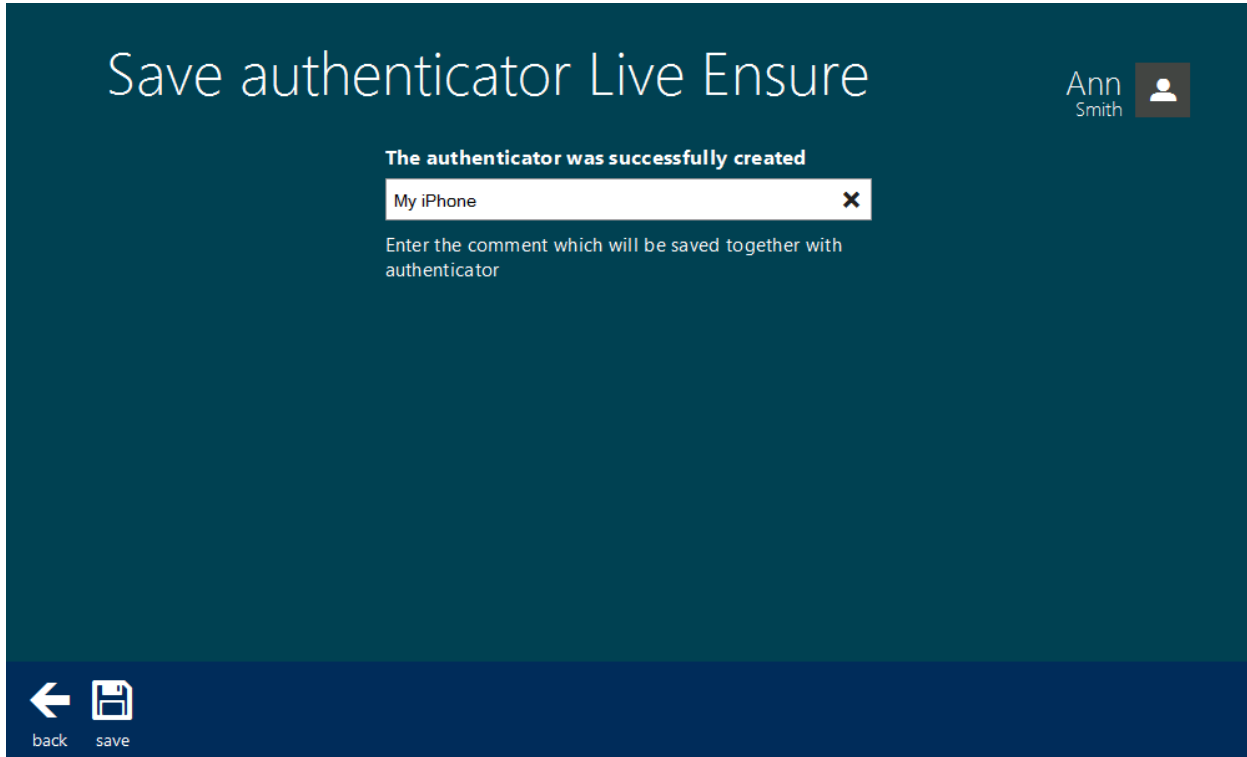 Save authenticator Live Ensure
Ann
Smith
The authenticator was successfully created
My iPhone
Enter the comment which will be saved together with
authenticator
back save